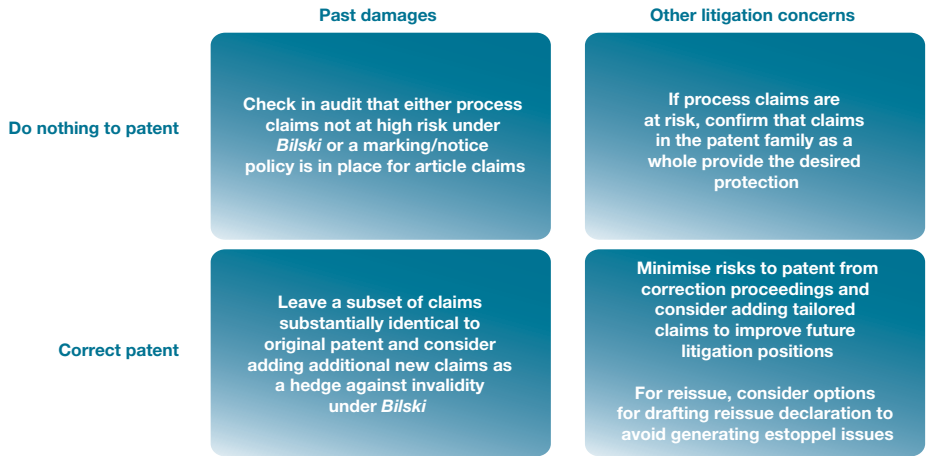 Past damages
Other litigation concerns
Do nothing to patent
Check in audit that either process
claims not at high risk under
Bilski or a marking/notice
policy is in place for article claims
If process claims are
at risk, confirm that claims
in the patent family as a
whole provide the desired
protection
Correct patent
Leave a subset of claims
substantially identical to
original patent and consider
adding additional new claims as
a hedge against invalidity
under Bilski
Minimise risks to patent from
correction proceedings and
consider adding tailored
claims to improve future
litigation positions
For reissue, consider options
for drafting reissue declaration to
avoid generating estoppel issues